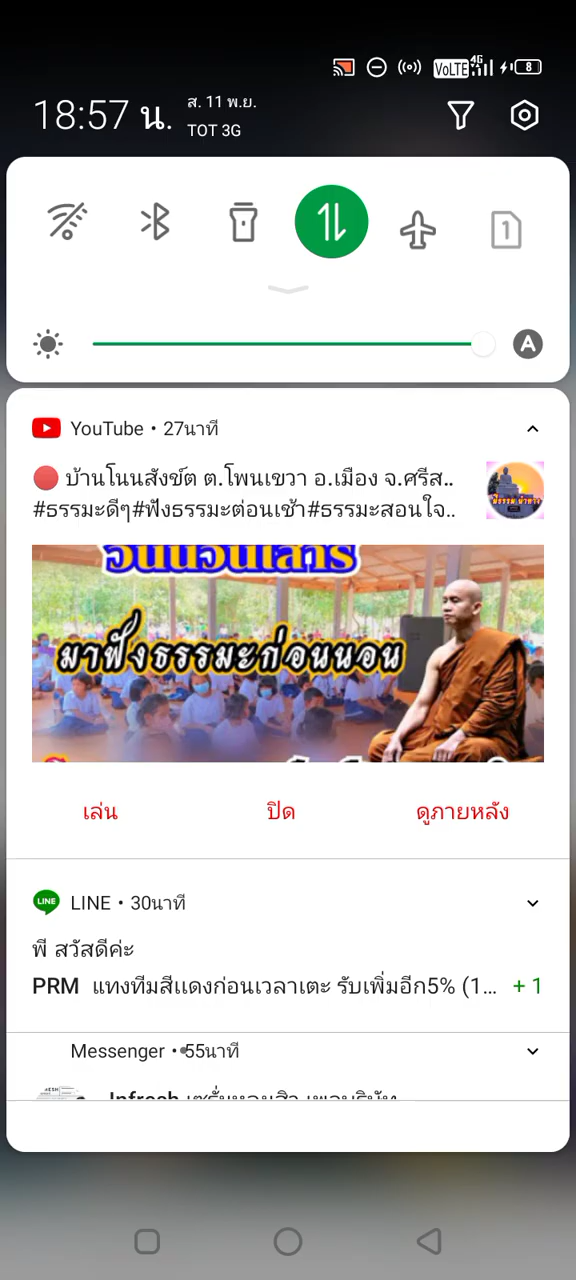 VoLTE 4G 8
18:57 น.
ส. 11 พ.ย.
TOT 3G
1
A
YouTube • 27นาที
🔴 บ้านโนนสังข์ต ต.โพนเขวา อ.เมือง จ.ศรีส..
#ธรรมะดีๆ#ฟังธรรมะต่อนเช้า#ธรรมะสอนใจ..
มาฟังธรรมะก่อนนอน
เล่น
ปิด
ดูภายหลัง
LINE
LINE • 30นาที
พี สวัสดีค่ะ
PRM แทงทีมสีแดงก่อนเวลาเตะ รับเพิ่มอีก5% (1... + 1
Messenger • 55นาที